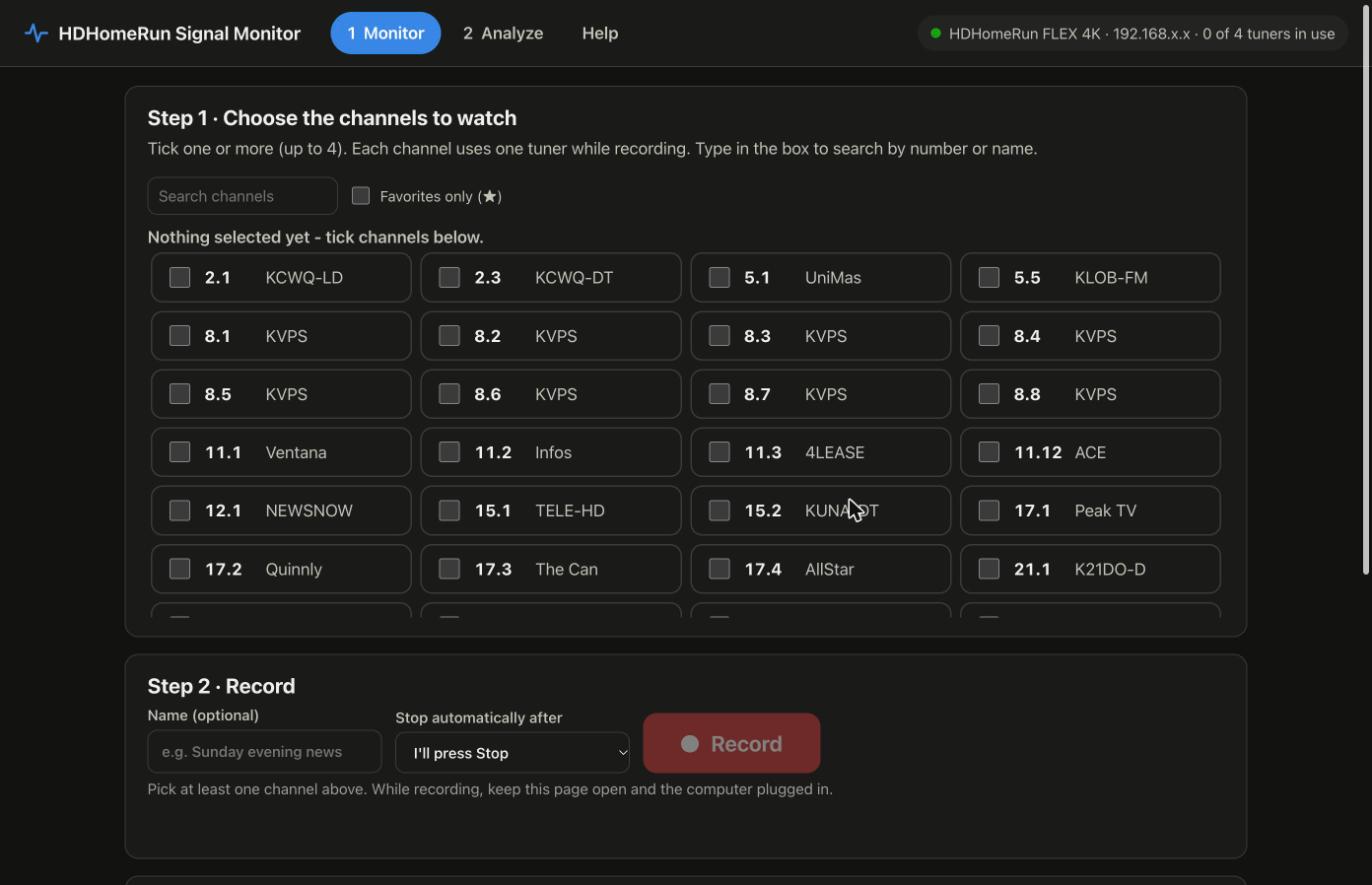 HDHomeRun Signal Monitor 1 Monitor 2 Analyze Help HDHomeRun FLEX 4K · 192.168.x.x · 0 of 4 tuners in use
Step 1 · Choose the channels to watch
Tick one or more (up to 4). Each channel uses one tuner while recording. Type in the box to search by number or name.
Search channels Favorites only (★)
Nothing selected yet - tick channels below.
2.1 KCWQ-LD 2.3 KCWQ-DT 5.1 UniMas 5.5 KLOB-FM
8.1 KVPS 8.2 KVPS 8.3 KVPS 8.4 KVPS
8.5 KVPS 8.6 KVPS 8.7 KVPS 8.8 KVPS
11.1 Ventana 11.2 Infos 11.3 4LEASE 11.12 ACE
12.1 NEWSNOW 15.1 TELE-HD 15.2 KUNA-DT 17.1 Peak TV
17.2 Quinnly 17.3 The Can 17.4 AllStar 21.1 K21DO-D
Step 2 · Record
Name (optional) Stop automatically after
e.g. Sunday evening news I'll press Stop Record
Pick at least one channel above. While recording, keep this page open and the computer plugged in.